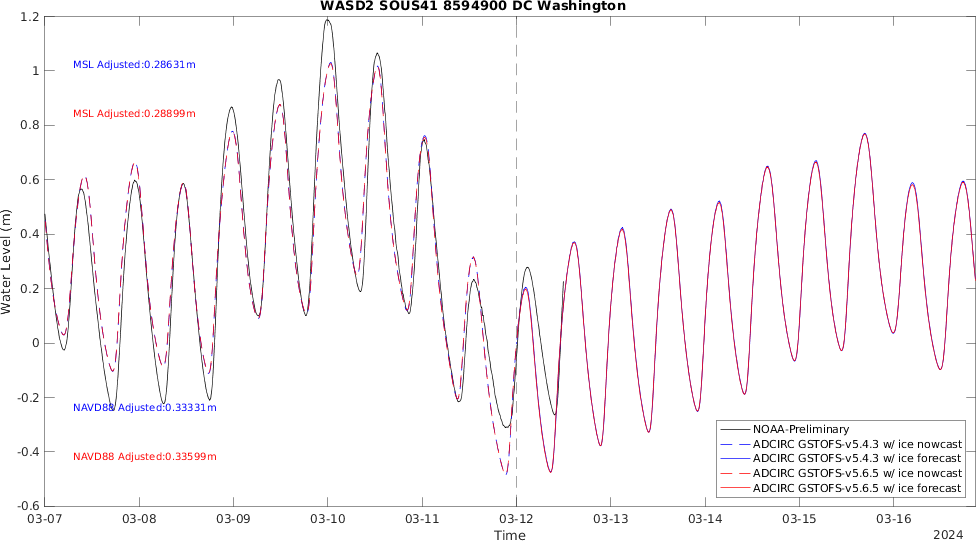 WASD2 SOUS41 8594900 DC Washington
1.2
1
0.8
0.6
0.4
0.2
0
-0.2
-0.4
-0.6
Water Level (m)
MSL Adjusted:0.28631m
MSL Adjusted:0.28899m
NAVD88 Adjusted:0.33331m
NAVD88 Adjusted:0.33599m
NOAA-Preliminary
ADCIRC GSTOFS-v5.4.3 w/ ice nowcast
ADCIRC GSTOFS-v5.4.3 w/ ice forecast
ADCIRC GSTOFS-v5.6.5 w/ ice nowcast
ADCIRC GSTOFS-v5.6.5 w/ ice forecast
03-07 03-08 03-09 03-10 03-11 03-12 03-13 03-14 03-15 03-16
Time
2024